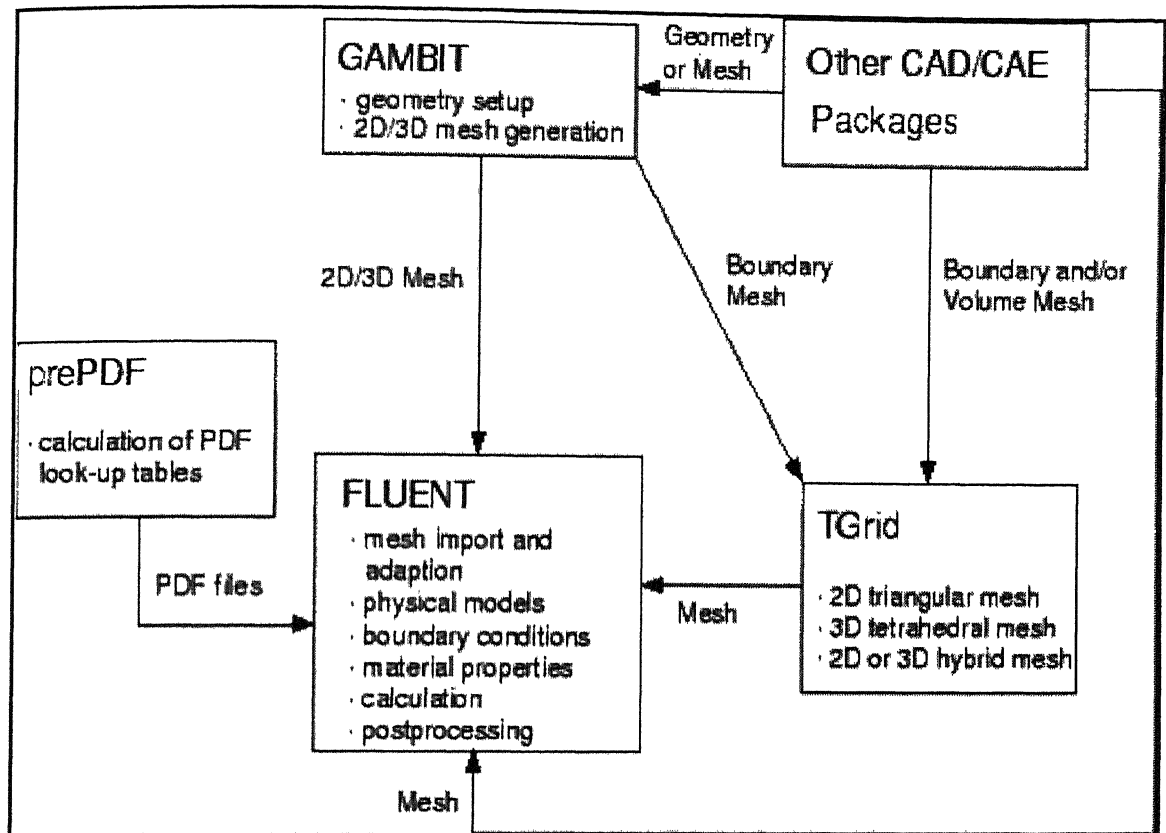 GAMBIT
· geometry setup
· 2D/3D mesh generation
Geometry
or Mesh
Other CAD/CAE
Packages
2D/3D Mesh
Boundary
Mesh
Boundary and/or
Volume Mesh
prePDF
· calculation of PDF
look-up tables
PDF files
FLUENT
· mesh import and
adaption
· physical models
· boundary conditions
· material properties
· calculation
· postprocessing
Mesh
TGrid
· 2D triangular mesh
· 3D tetrahedral mesh
· 2D or 3D hybrid mesh
Mesh